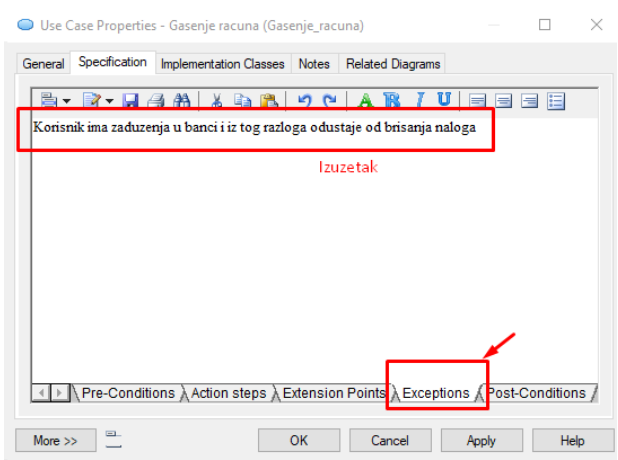 Use Case Properties - Gasenje racuna (Gasenje_racuna)
General Specification Implementation Classes Notes Related Diagrams
A B I U
Korisnik ima zaduzenja u banci i iz tog razloga odustaje od brisanja naloga
Izuzetak
Pre-Conditions Action steps Extension Points Exceptions Post-Conditions
More >> OK Cancel Apply Help